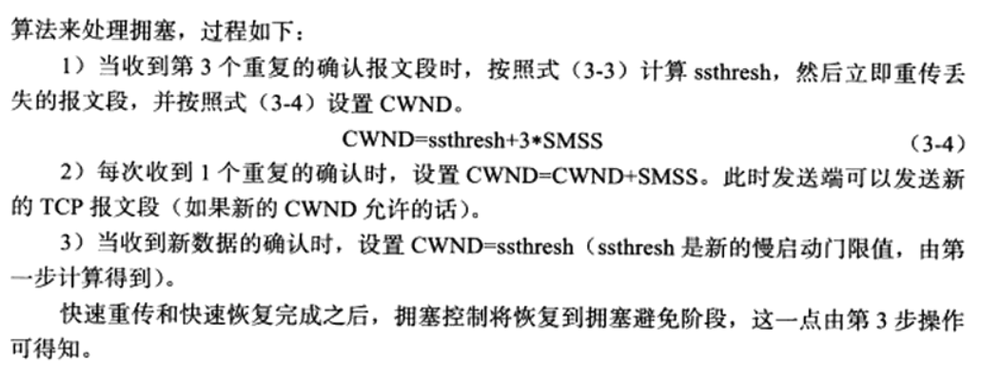 算法来处理拥塞，过程如下：
1）当收到第 3 个重复的确认报文段时，按照式（3-3）计算 ssthresh，然后立即重传丢
失的报文段，并按照式（3-4）设置 CWND。
CWND=ssthresh+3*SMSS （3-4）
2）每次收到 1 个重复的确认时，设置 CWND=CWND+SMSS。此时发送端可以发送新
的 TCP 报文段（如果新的 CWND 允许的话）。
3）当收到新数据的确认时，设置 CWND=ssthresh（ssthresh 是新的慢启动门限值，由第
一步计算得到）。
快速重传和快速恢复完成之后，拥塞控制将恢复到拥塞避免阶段，这一点由第 3 步操作
可得知。